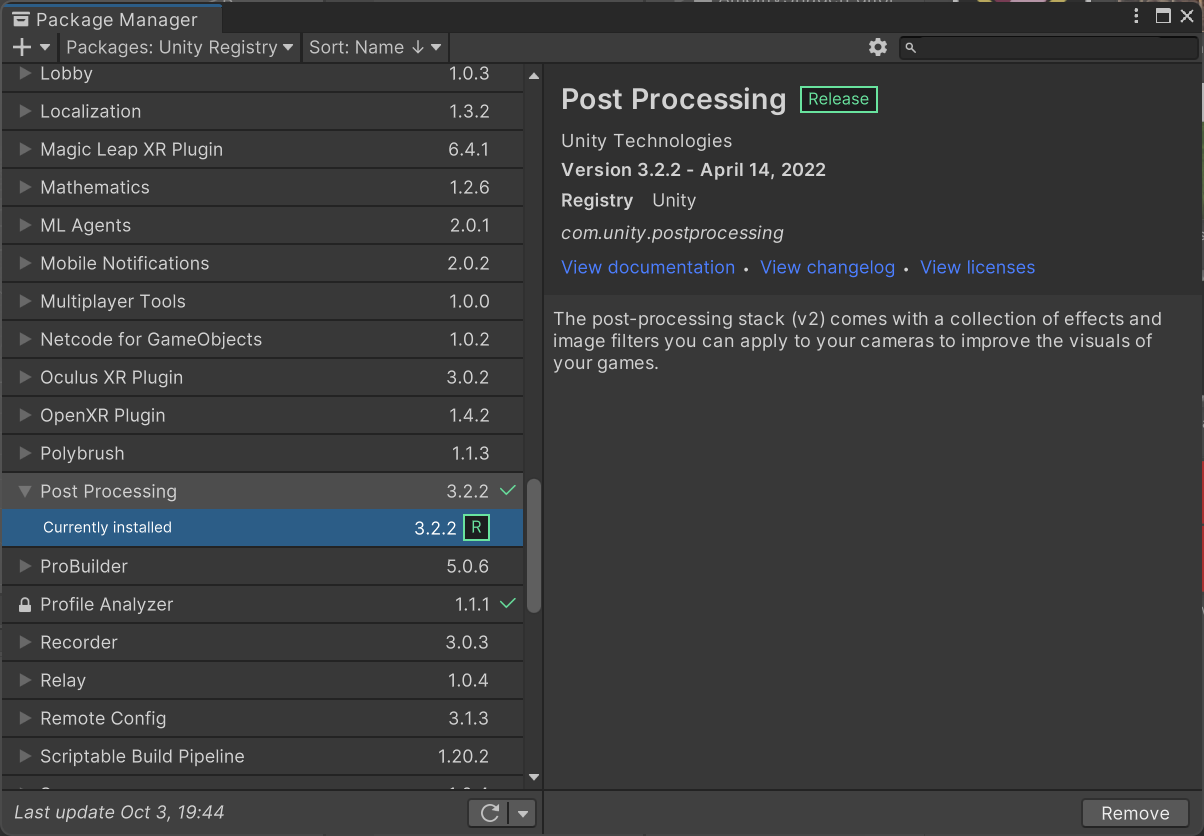 Package Manager
Packages: Unity Registry
Sort: Name ↓
Lobby 1.0.3
Localization 1.3.2
Magic Leap XR Plugin 6.4.1
Mathematics 1.2.6
ML Agents 2.0.1
Mobile Notifications 2.0.2
Multiplayer Tools 1.0.0
Netcode for GameObjects 1.0.2
Oculus XR Plugin 3.0.2
OpenXR Plugin 1.4.2
Polybrush 1.1.3
Post Processing 3.2.2
Currently installed 3.2.2 R
ProBuilder 5.0.6
Profile Analyzer 1.1.1
Recorder 3.0.3
Relay 1.0.4
Remote Config 3.1.3
Scriptable Build Pipeline 1.20.2
Last update Oct 3, 19:44
Post Processing Release
Unity Technologies
Version 3.2.2 - April 14, 2022
Registry Unity
com.unity.postprocessing
View documentation • View changelog • View licenses
The post-processing stack (v2) comes with a collection of effects and
image filters you can apply to your cameras to improve the visuals of
your games.
Remove